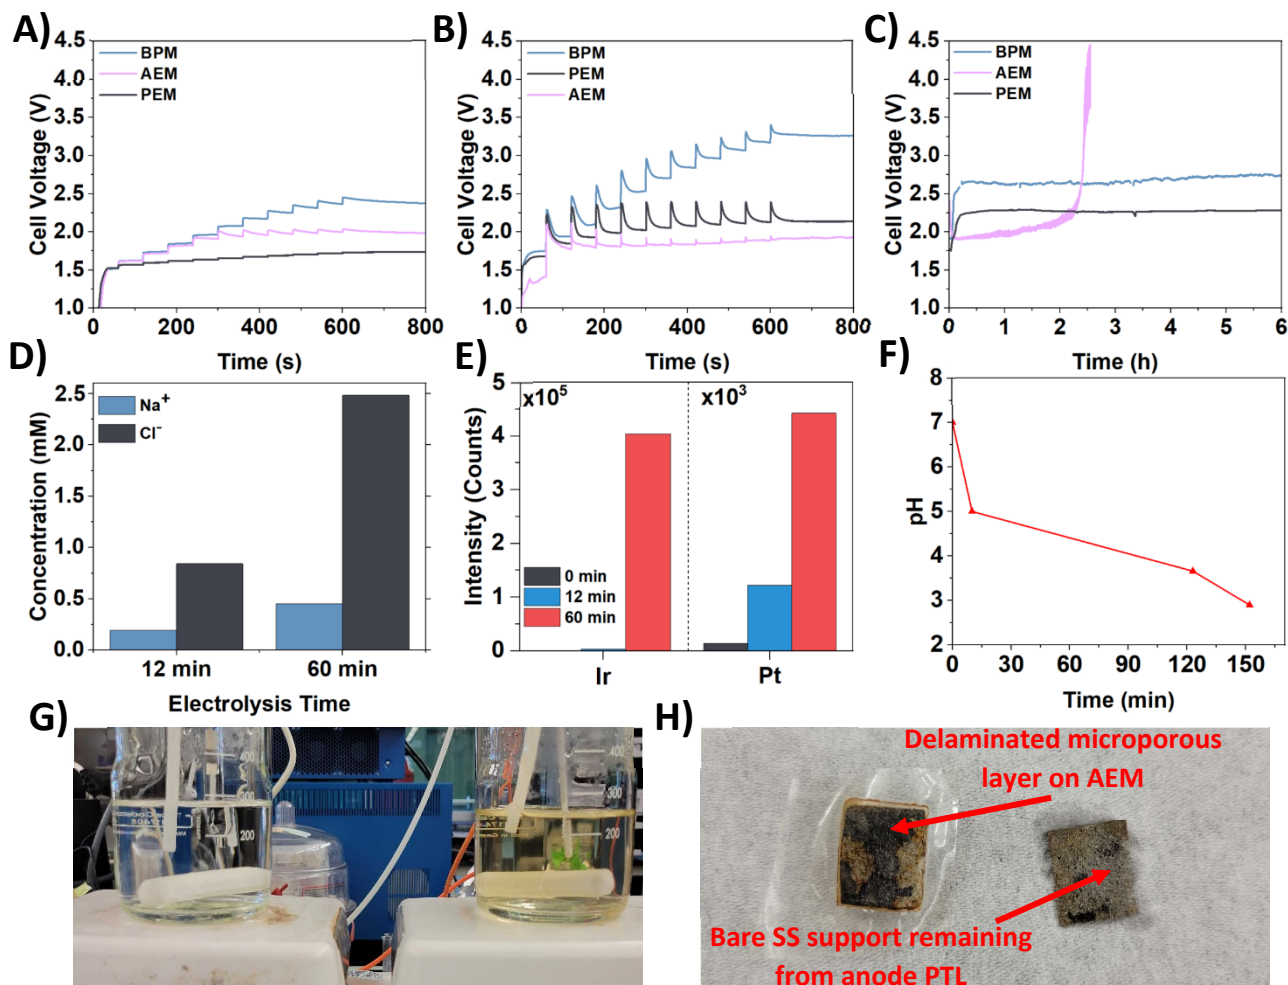 A)
4.5
4.0
3.5
3.0
2.5
2.0
1.5
1.0
Cell Voltage (V)
BPM
AEM
PEM
0 200 400 600 800
Time (s)
B)
4.5
4.0
3.5
3.0
2.5
2.0
1.5
1.0
Cell Voltage (V)
BPM
PEM
AEM
0 200 400 600 800
Time (s)
C)
4.5
4.0
3.5
3.0
2.5
2.0
1.5
1.0
Cell Voltage (V)
BPM
AEM
PEM
0 1 2 3 4 5 6
Time (h)
D)
2.5
2.0
1.5
1.0
0.5
0.0
Concentration (mM)
Na⁺
Cl⁻
12 min 60 min
Electrolysis Time
E)
5
4
3
2
1
0
Intensity (Counts)
x10⁵
x10³
0 min
12 min
60 min
Ir Pt
F)
8
7
6
5
4
3
2
pH
0 30 60 90 120 150
Time (min)
G)
200
400
300
200
H)
Delaminated microporous
layer on AEM
Bare SS support remaining
from anode PTL